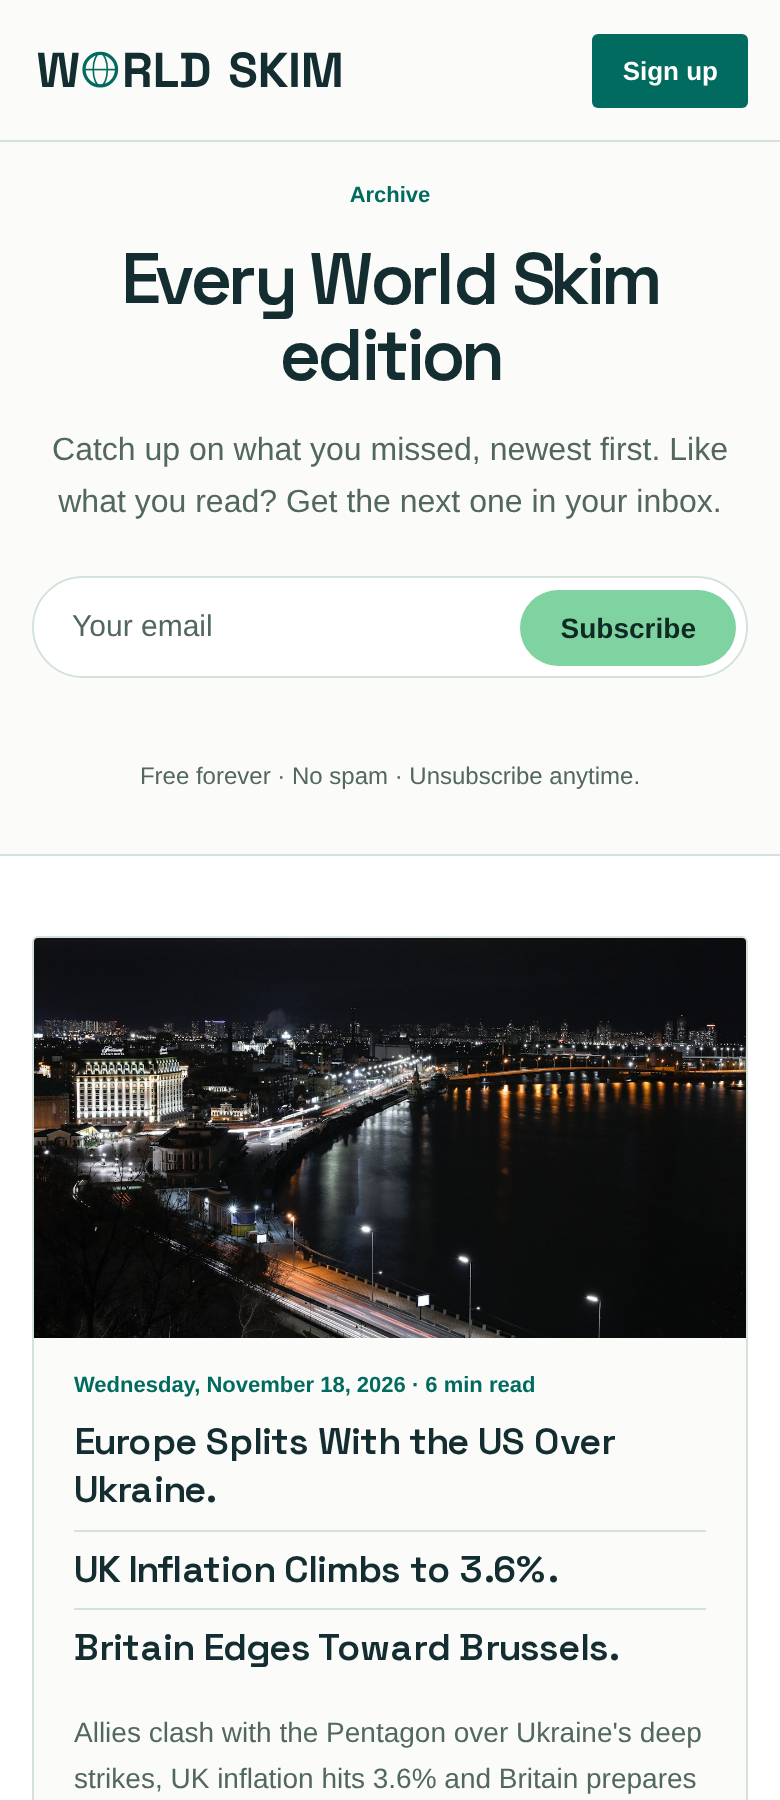 WORLD SKIM
Sign up
Archive
Every World Skim
edition
Catch up on what you missed, newest first. Like
what you read? Get the next one in your inbox.
Your email
Subscribe
Free forever · No spam · Unsubscribe anytime.
Wednesday, November 18, 2026 · 6 min read
Europe Splits With the US Over
Ukraine.
UK Inflation Climbs to 3.6%.
Britain Edges Toward Brussels.
Allies clash with the Pentagon over Ukraine's deep
strikes, UK inflation hits 3.6% and Britain prepares